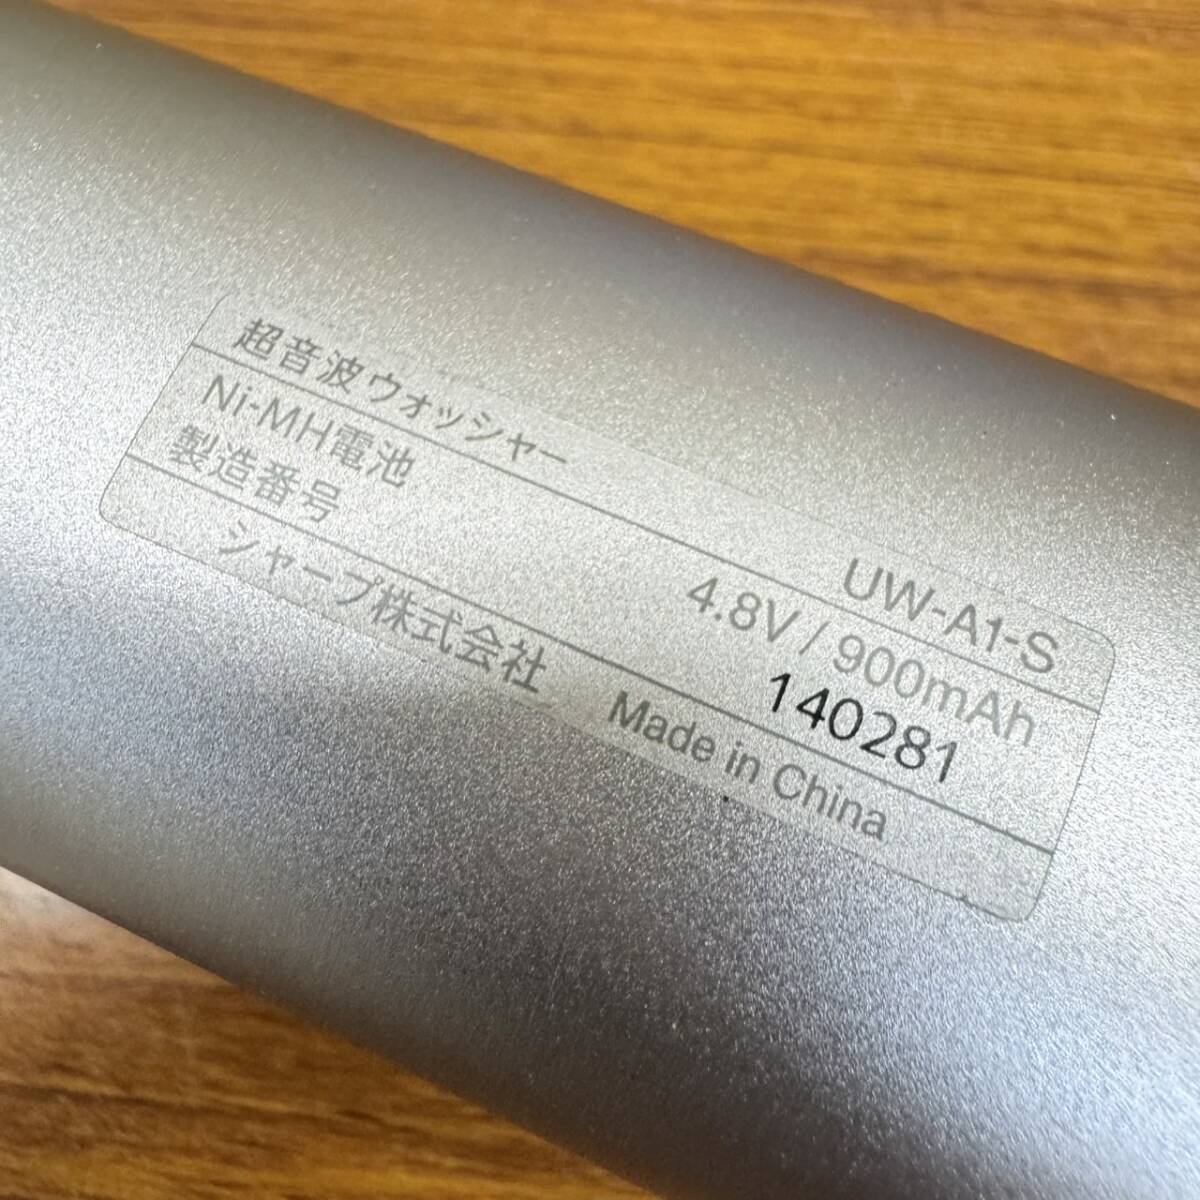 超音波ウォッシャー UW-A1-S
Ni-MH電池 4.8V / 900mAh
製造番号 140281
シャープ株式会社 Made in China